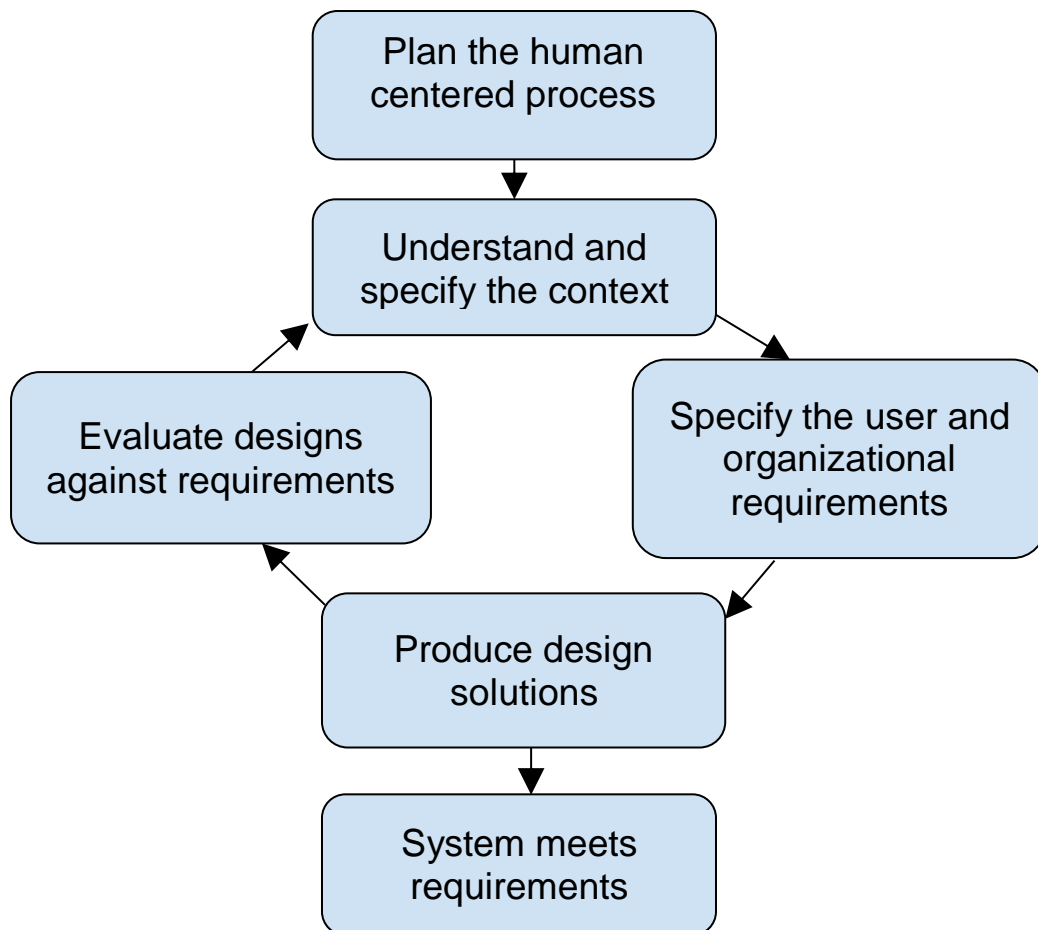 Plan the human
centered process
Understand and
specify the context
Evaluate designs
against requirements
Specify the user and
organizational
requirements
Produce design
solutions
System meets
requirements